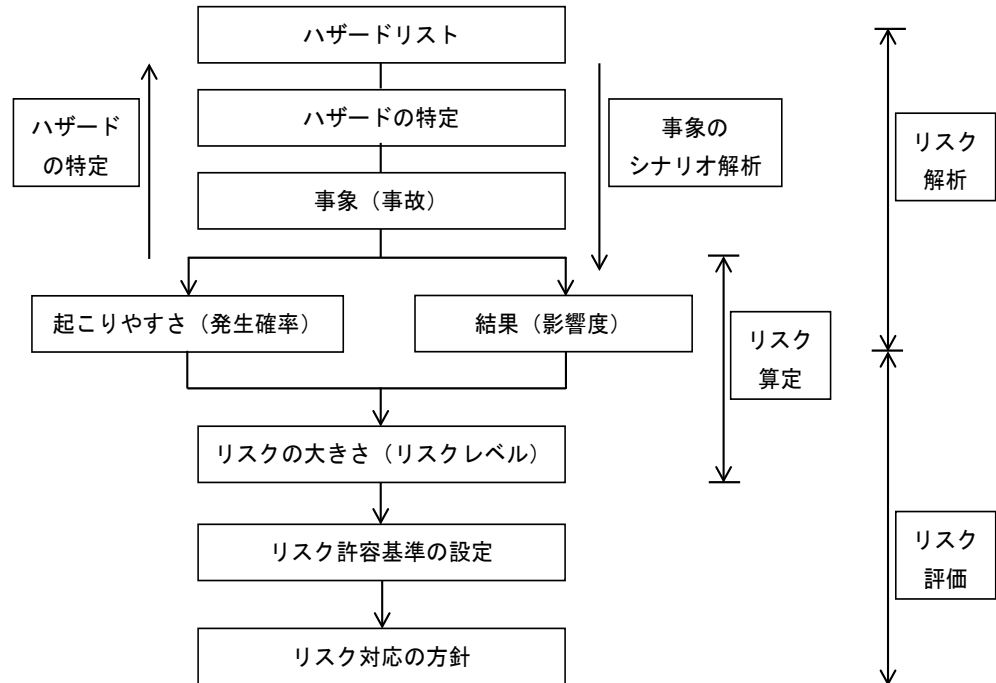 ハザードリスト
ハザード
の特定
ハザードの特定
事象の
シナリオ解析
リスク
解析
事象（事故）
起こりやすさ（発生確率）
結果（影響度）
リスク
算定
リスクの大きさ（リスクレベル）
リスク許容基準の設定
リスク
評価
リスク対応の方針